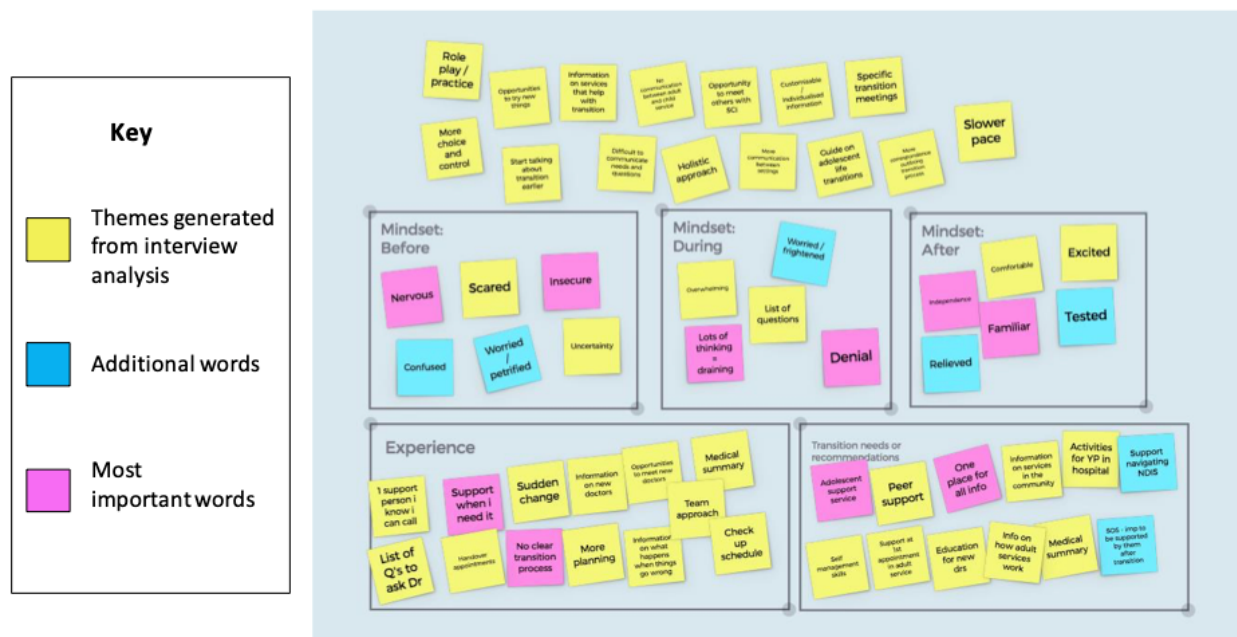 Key
Themes generated
from interview
analysis
Additional words
Most
important words
Role
play /
practice
Opportunities
to try new
things
Information
on services
that help
with
transition
No
communication
between adult
and child
service
Opportunity
to meet
others with
SCI
Customisable
/
individualised
information
Specific
transition
meetings
Slower
pace
More
choice
and
control
Start talking
about
transition
earlier
Difficult to
communicate
needs and
questions
Holistic
approach
More
communication
between
settings
Guide on
adolescent
life
transitions
More
correspondence
outlining
transition
process
Mindset:
Before
Nervous
Scared
Insecure
Confused
Worried
/
petrified
Uncertainty
Mindset:
During
Worried /
frightened
Overwhelming
List of
questions
Lots of
thinking
=
draining
Denial
Mindset:
After
Comfortable
Excited
Independence
Familiar
Tested
Relieved
Experience
1 support
person i
know i
can call
Support
when i
need it
Sudden
change
Information
on new
doctors
Opportunities
to meet new
doctors
Medical
summary
Team
approach
List of
Q's to
ask Dr
Handover
appointments
No clear
transition
process
More
planning
Information
on what
happens
when things
go wrong
Check
up
schedule
Transition needs or
recommendations
Adolescent
support
service
Peer
support
One
place for
all info
Information
on services
in the
community
Activities
for YP in
hospital
Support
navigating
NDIS
Self
management
skills
Support at
1st
appointment
in adult
service
Education
for new
drs
Info on
how adult
services
work
Medical
summary
SOS - imp to
be supported
by them
after
transition